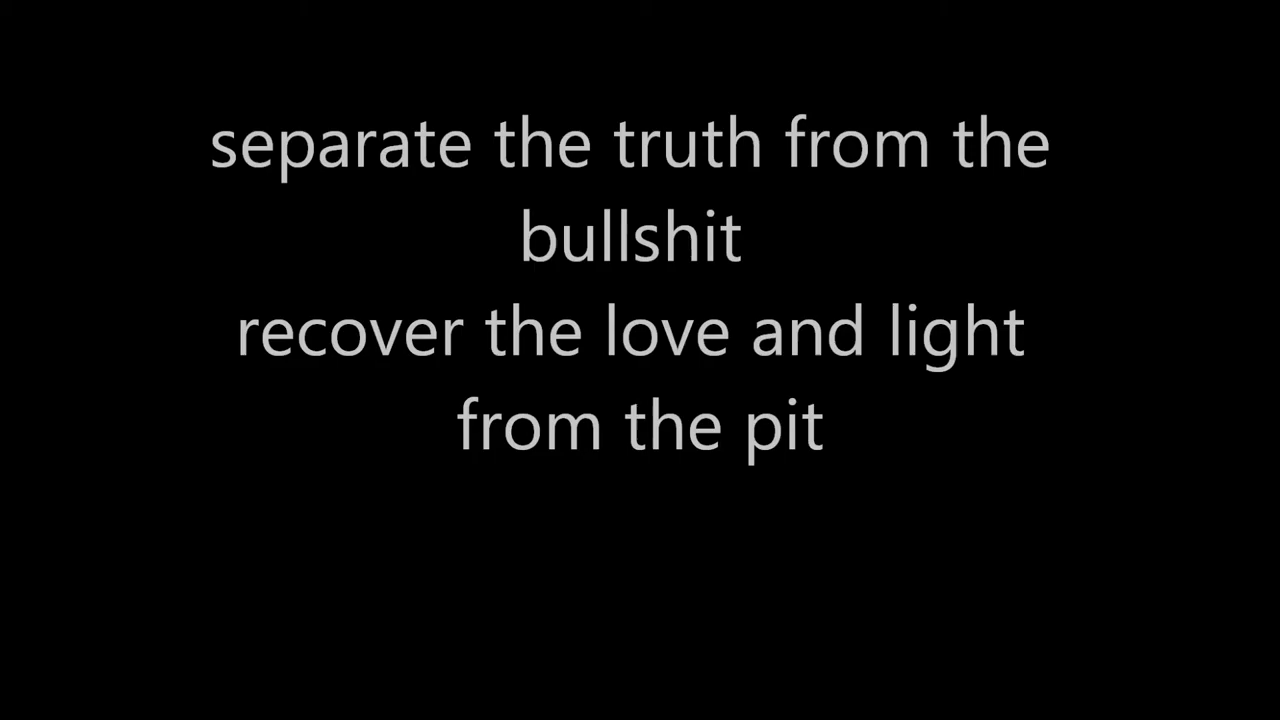 separate the truth from the
bullshit
recover the love and light
from the pit